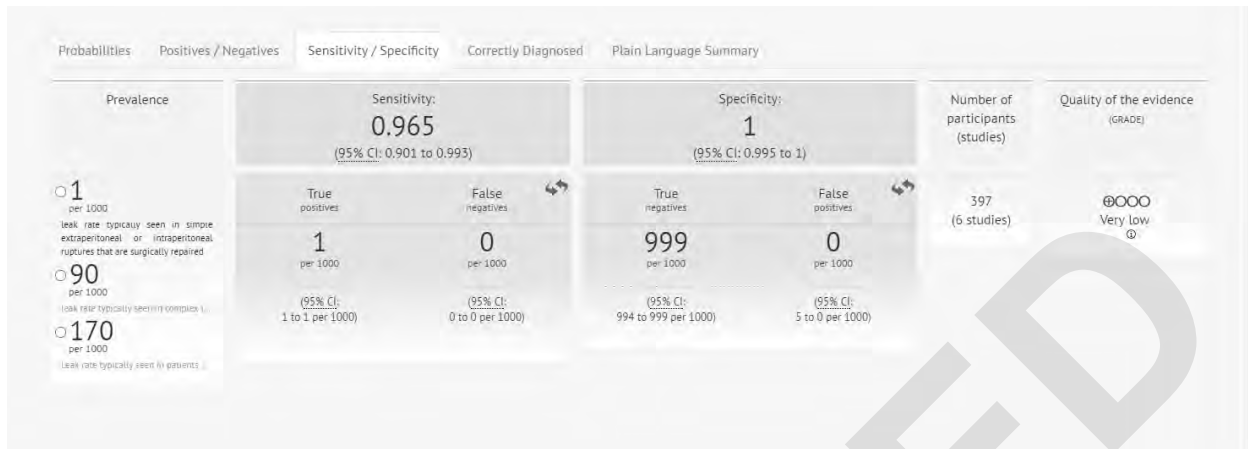 Probabilities Positives / Negatives Sensitivity / Specificity Correctly Diagnosed Plain Language Summary
Prevalence
Sensitivity:
0.965
(95% CI: 0.901 to 0.993)
Specificity:
1
(95% CI: 0.995 to 1)
Number of
participants
(studies)
Quality of the evidence
(GRADE)
1
per 1000
leak rate typically seen in simple
extraperitoneal or intraperitoneal
ruptures that are surgically repaired
90
per 1000
leak rate typically seen in complex
170
per 1000
Leak rate typically seen in patients ...
True
positives
1
per 1000
(95% CI:
1 to 1 per 1000)
False
negatives
0
per 1000
(95% CI:
0 to 0 per 1000)
True
negatives
999
per 1000
(95% CI:
994 to 999 per 1000)
False
positives
0
per 1000
(95% CI:
5 to 0 per 1000)
397
(6 studies)
Very low
ED